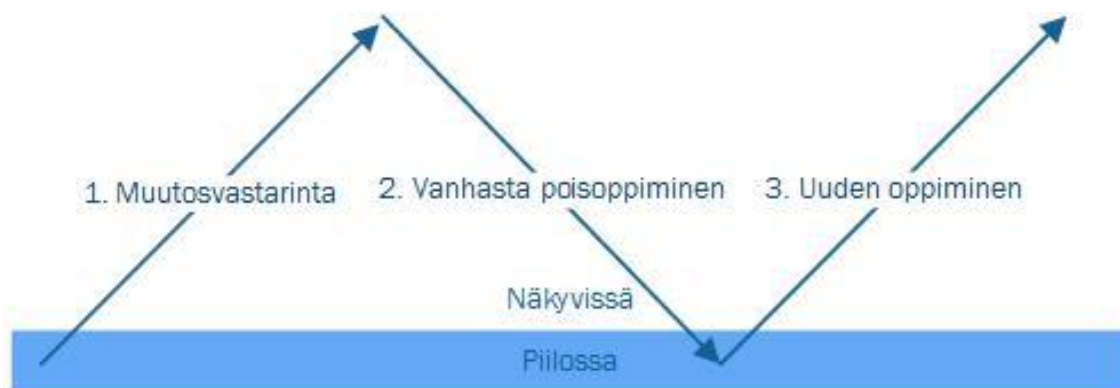 1. Muutosvastarinta
2. Vanhasta poisoppiminen
3. Uuden oppiminen
Näkyvissä
Piilossa